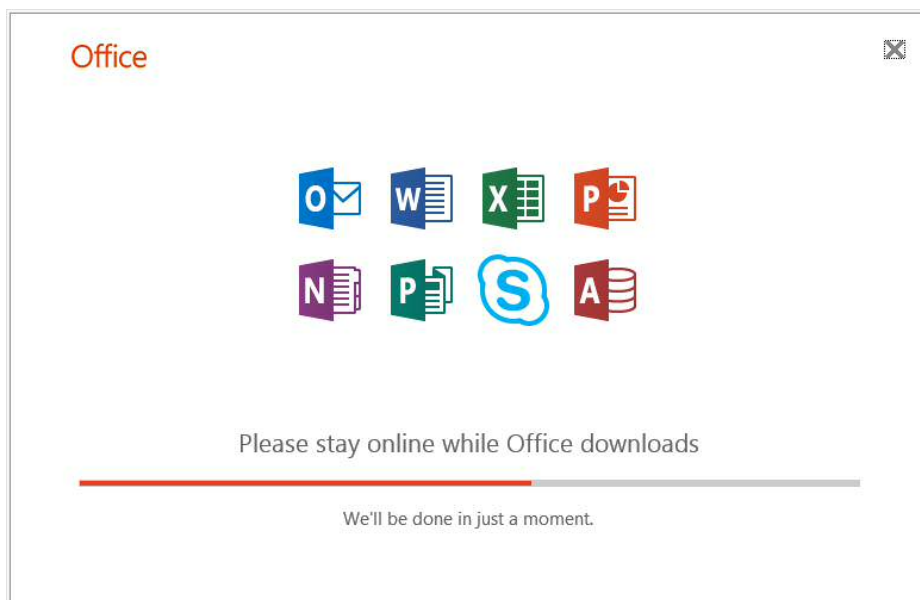 Office
O W X P
N P S A
Please stay online while Office downloads
We'll be done in just a moment.